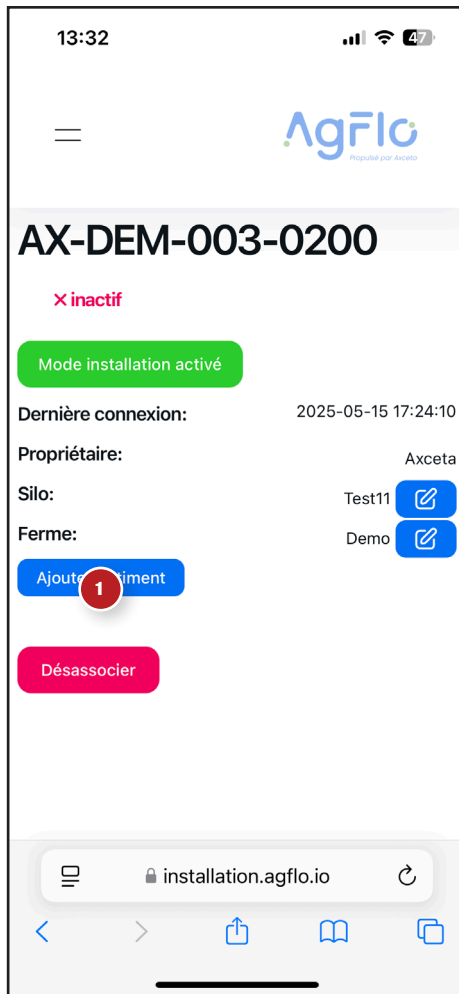 13:32
47
AgFlo
Propulsé par Axceta
AX-DEM-003-0200
× inactif
Mode installation activé
Dernière connexion: 2025-05-15 17:24:10
Propriétaire: Axceta
Silo: Test11
Ferme: Demo
1
Désassocier
installation.agflo.io